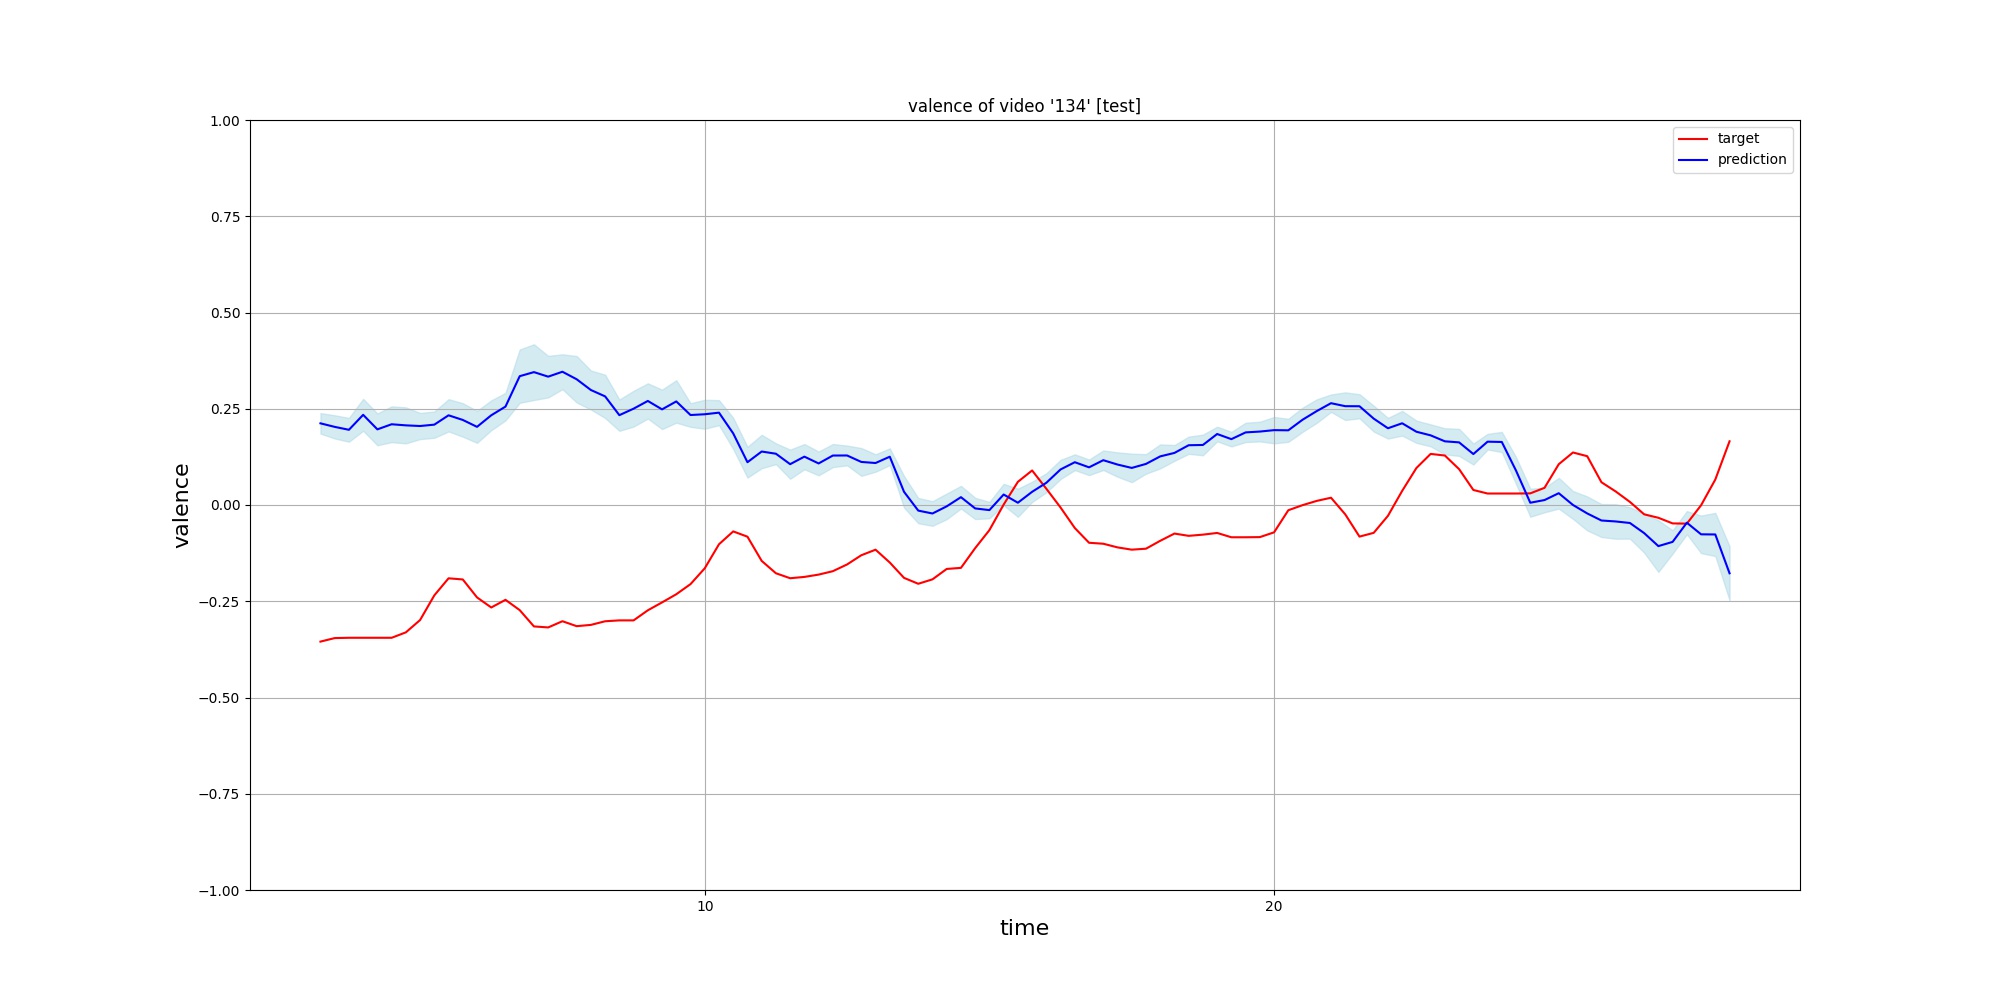 valence of video '134' [test]
target
prediction
1.00
0.75
0.50
0.25
0.00
−0.25
−0.50
−0.75
−1.00
valence
10
20
time